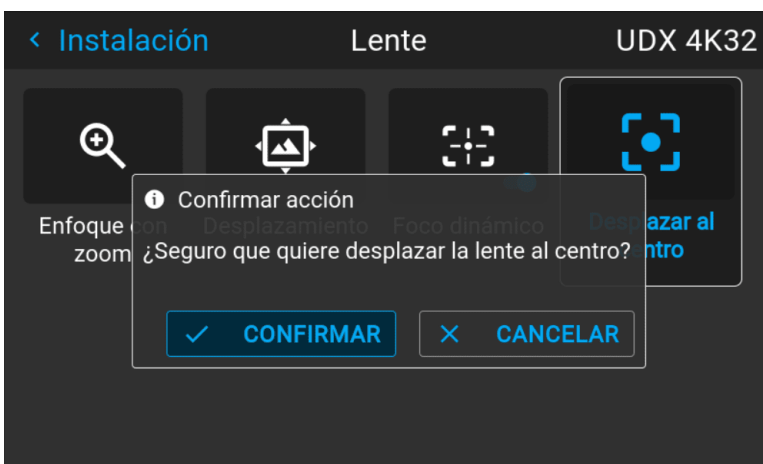 Instalación
Lente
UDX 4K32
Enfoque con
zoom
Desplazamiento
Foco dinámico
Desplazar al
centro
Confirmar acción
¿Seguro que quiere desplazar la lente al centro?
CONFIRMAR
CANCELAR